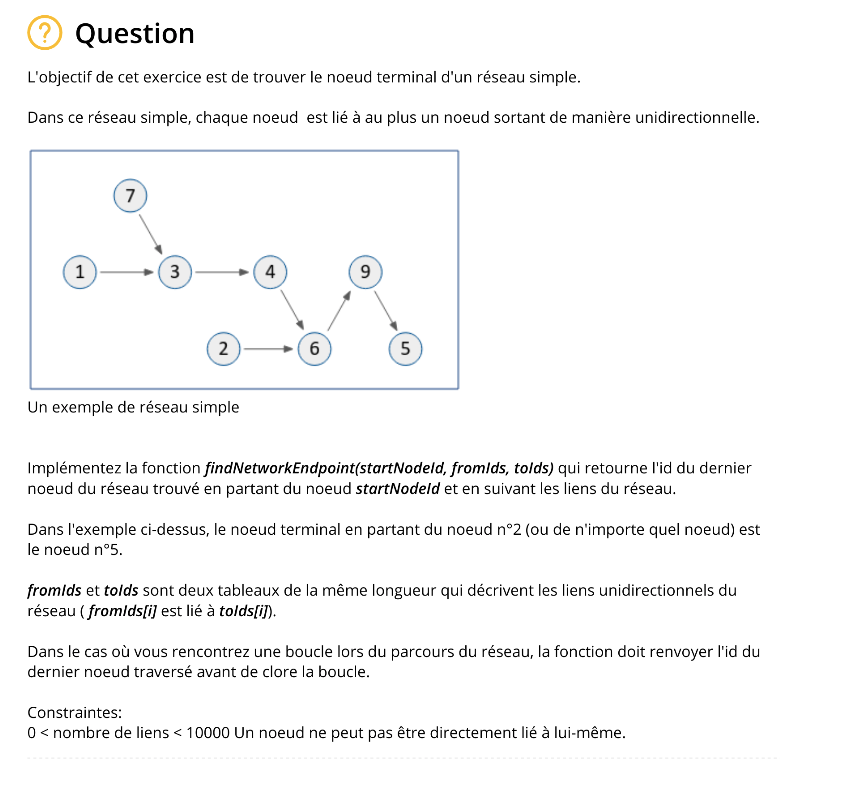 Question
L'objectif de cet exercice est de trouver le noeud terminal d'un réseau simple.
Dans ce réseau simple, chaque noeud est lié à au plus un noeud sortant de manière unidirectionnelle.
7
1 3 4 9
2 6 5
Un exemple de réseau simple
Implémentez la fonction findNetworkEndpoint(startNodeId, fromIds, toIds) qui retourne l'id du dernier
noeud du réseau trouvé en partant du noeud startNodeId et en suivant les liens du réseau.
Dans l'exemple ci-dessus, le noeud terminal en partant du noeud n°2 (ou de n'importe quel noeud) est
le noeud n°5.
fromIds et toIds sont deux tableaux de la même longueur qui décrivent les liens unidirectionnels du
réseau ( fromIds[i] est lié à toIds[i]).
Dans le cas où vous rencontrez une boucle lors du parcours du réseau, la fonction doit renvoyer l'id du
dernier noeud traversé avant de clore la boucle.
Constraintes:
0 < nombre de liens < 10000 Un noeud ne peut pas être directement lié à lui-même.